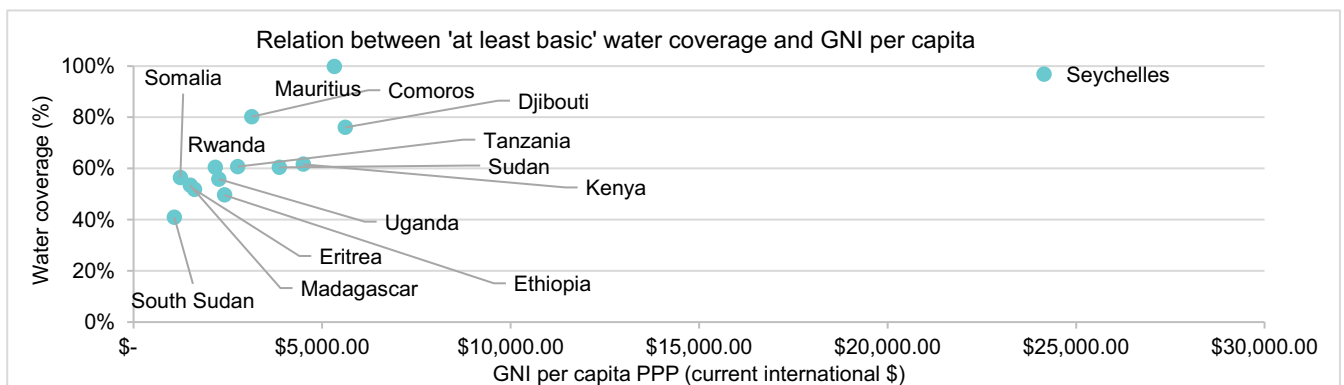 Relation between 'at least basic' water coverage and GNI per capita
Water coverage (%)
100%
80%
60%
40%
20%
0%
Somalia
Mauritius
Comoros
Seychelles
Djibouti
Rwanda
Tanzania
Sudan
Kenya
Uganda
Eritrea
Ethiopia
Madagascar
South Sudan
$-
$5,000.00
$10,000.00
$15,000.00
$20,000.00
$25,000.00
$30,000.00
GNI per capita PPP (current international $)